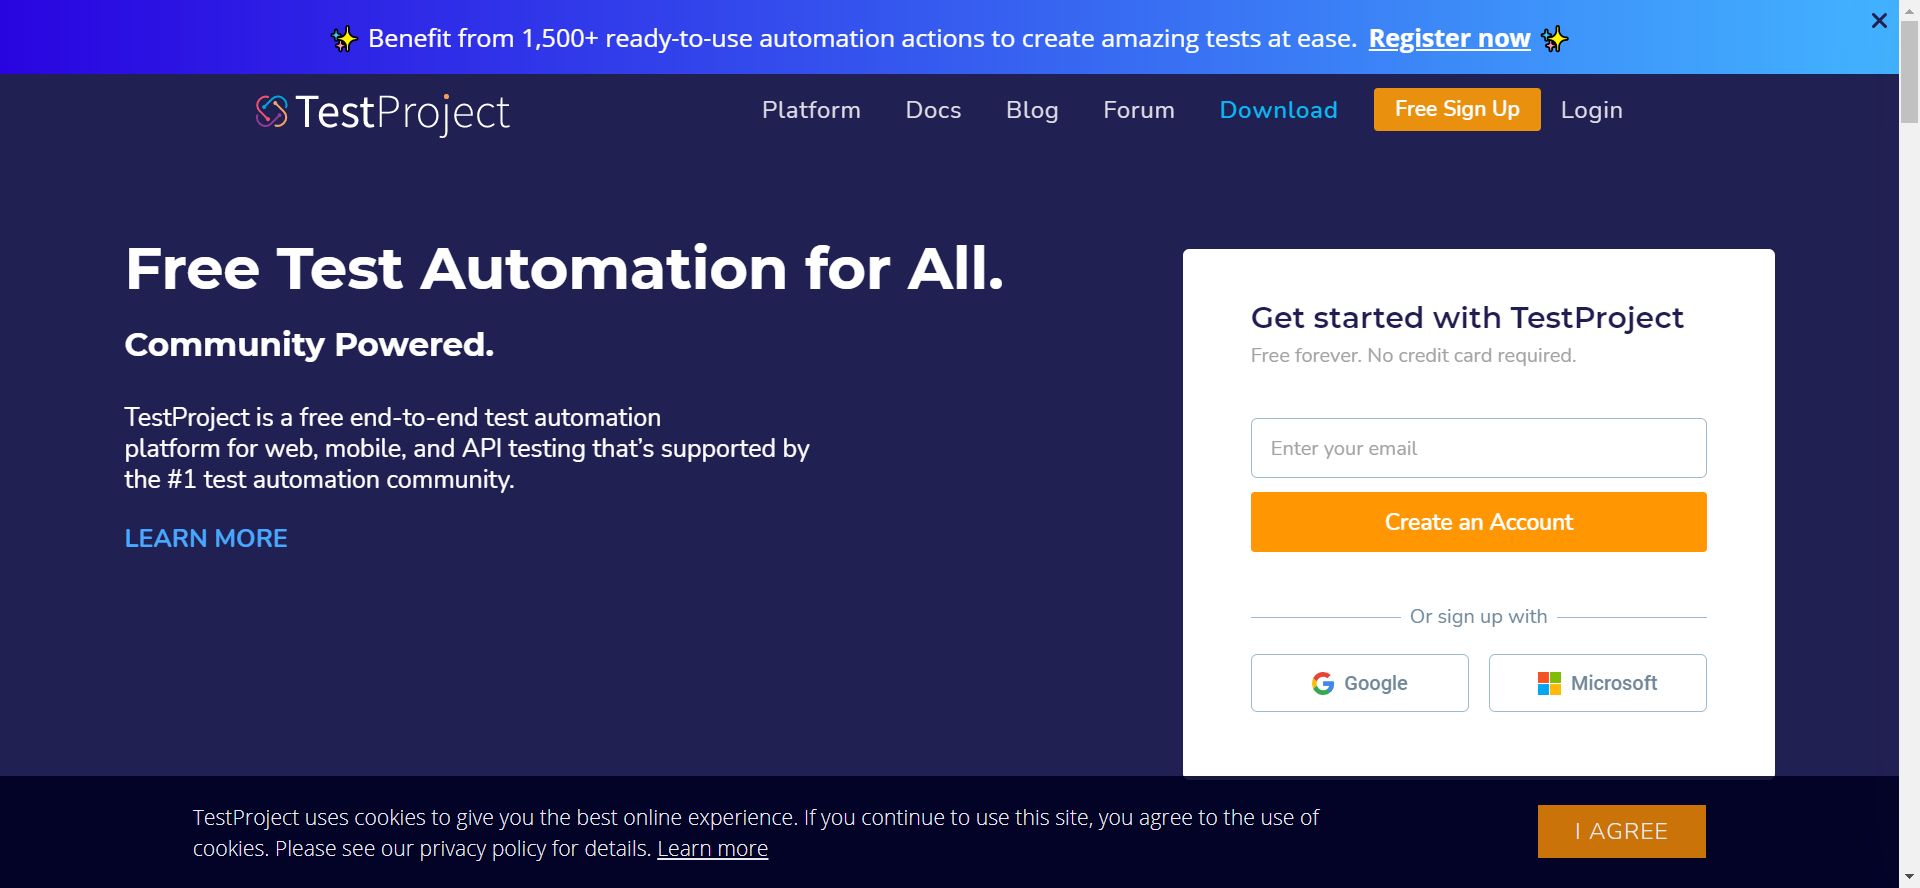 Benefit from 1,500+ ready-to-use automation actions to create amazing tests at ease. Register now
TestProject
Platform Docs Blog Forum Download Free Sign Up Login
Free Test Automation for All.
Community Powered.
TestProject is a free end-to-end test automation
platform for web, mobile, and API testing that’s supported by
the #1 test automation community.
LEARN MORE
Get started with TestProject
Free forever. No credit card required.
Enter your email
Create an Account
Or sign up with
Google Microsoft
TestProject uses cookies to give you the best online experience. If you continue to use this site, you agree to the use of
cookies. Please see our privacy policy for details. Learn more
I AGREE